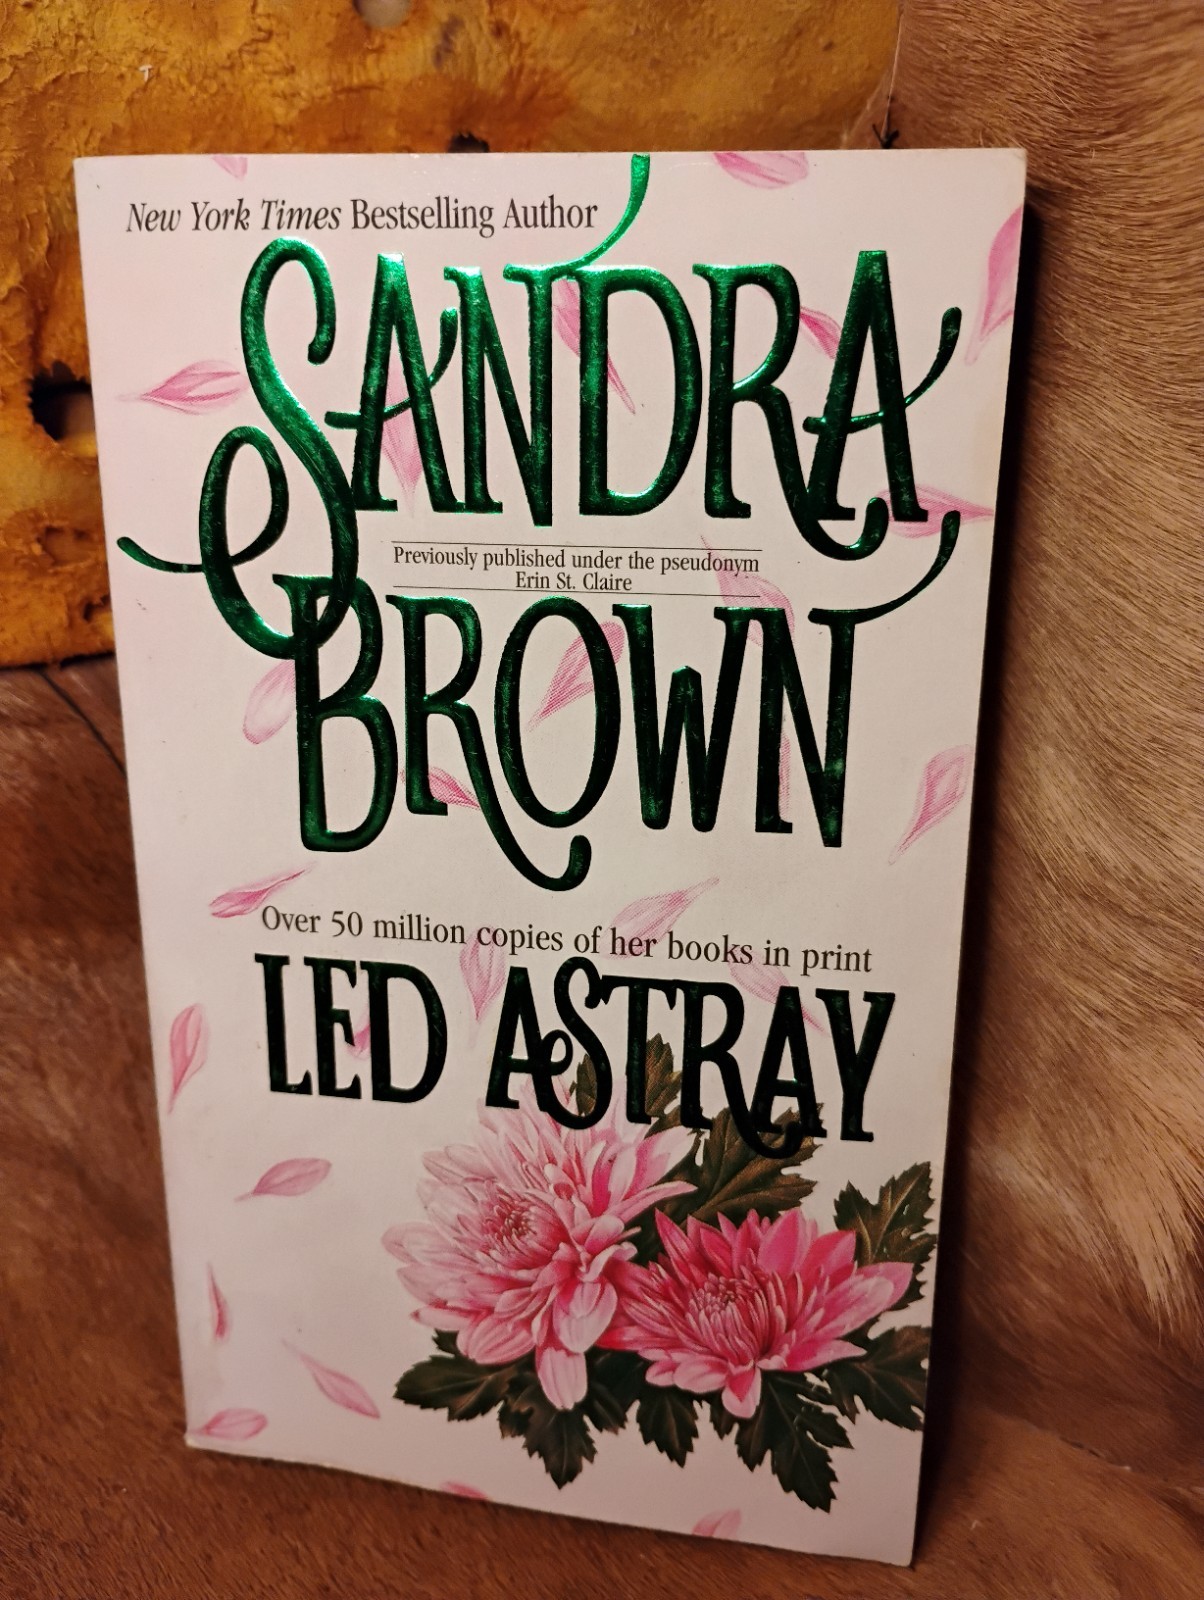 New York Times Bestselling Author
SANDRA
Previously published under the pseudonym
Erin St. Claire
BROWN
Over 50 million copies of her books in print
LED ASTRAY